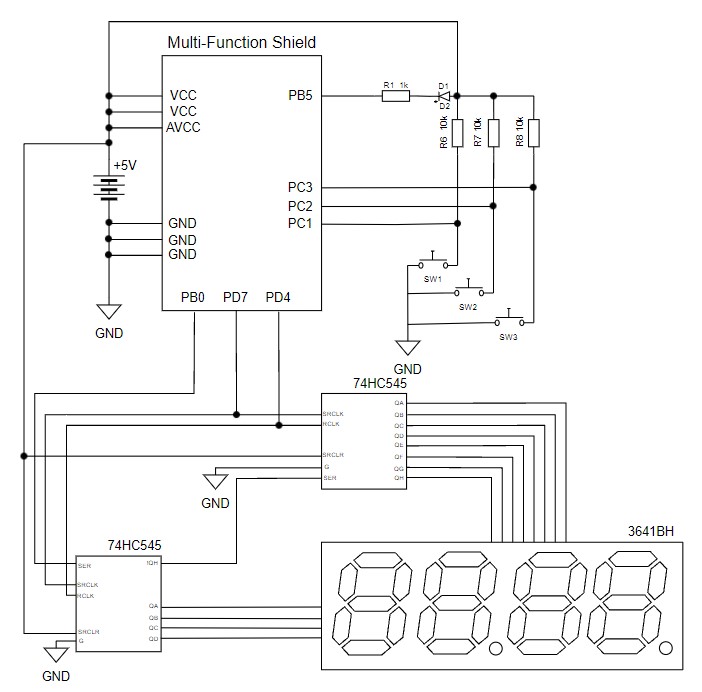 Multi-Function Shield
VCC
VCC
AVCC
PB5
R1 1k
D1
D2
R6 10k
R7 10k
R8 10k
+5V
PC3
PC2
PC1
GND
GND
GND
SW1
SW2
SW3
PB0 PD7 PD4
GND
GND
74HC545
SRCLK
RCLK
SRCLR
G
SER
QA
QB
QC
QD
QE
QF
QG
QH
GND
3641BH
74HC545
SER
SRCLK
RCLK
SRCLR
G
!QH
QA
QB
QC
QD
GND